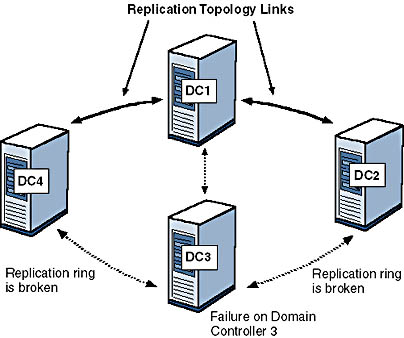 Replication Topology Links
DC1
DC4
DC2
DC3
Replication ring
is broken
Replication ring
is broken
Failure on Domain
Controller 3